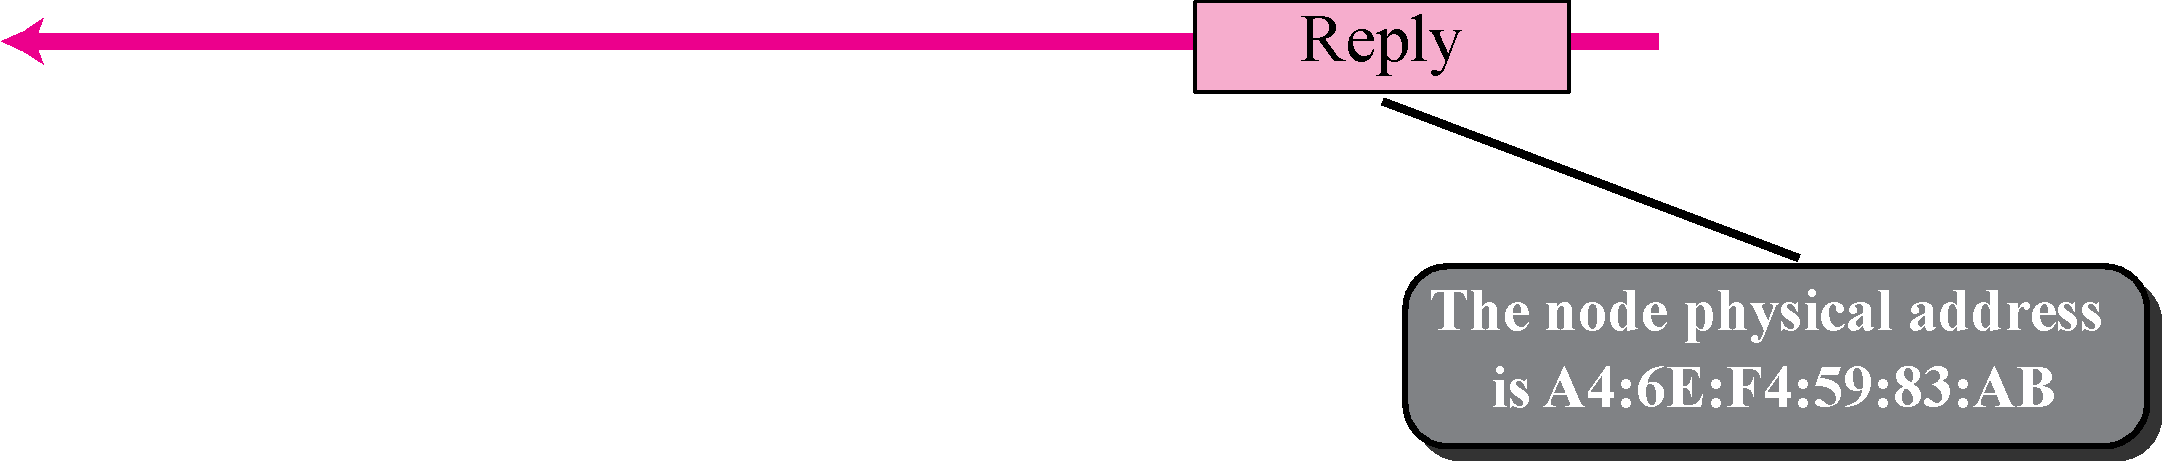 Reply
The node physical address
is A4:6E:F4:59:83:AB